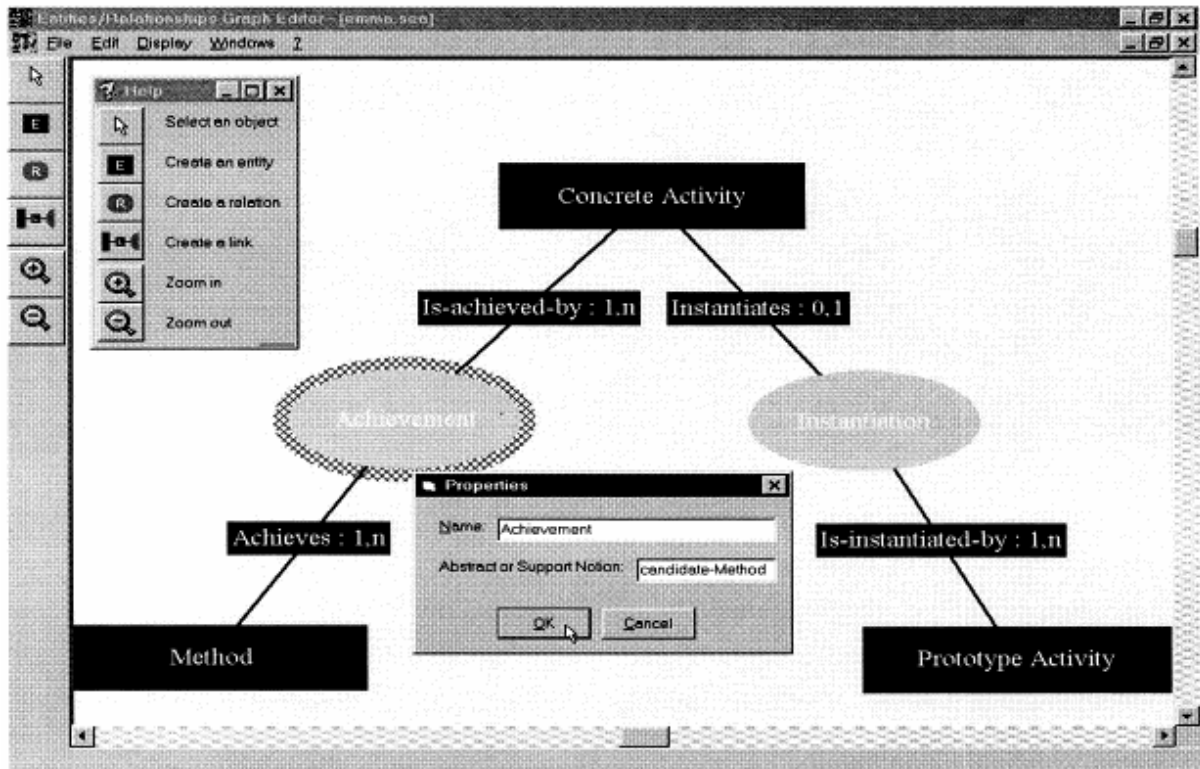 Entities/Relationships Graph Editor - [emma.sea]
File Edit Display Windows ?
Help
Select an object
E Create an entity
R Create a relation
Create a link
Zoom in
Zoom out
E
R
Concrete Activity
Is-achieved-by : 1,n
Instantiates : 0,1
Achievement
Instantiation
Properties
Name: Achievement
Abstract or Support Notion: candidate-Method
OK Cancel
Achieves : 1,n
Is-instantiated-by : 1,n
Method
Prototype Activity